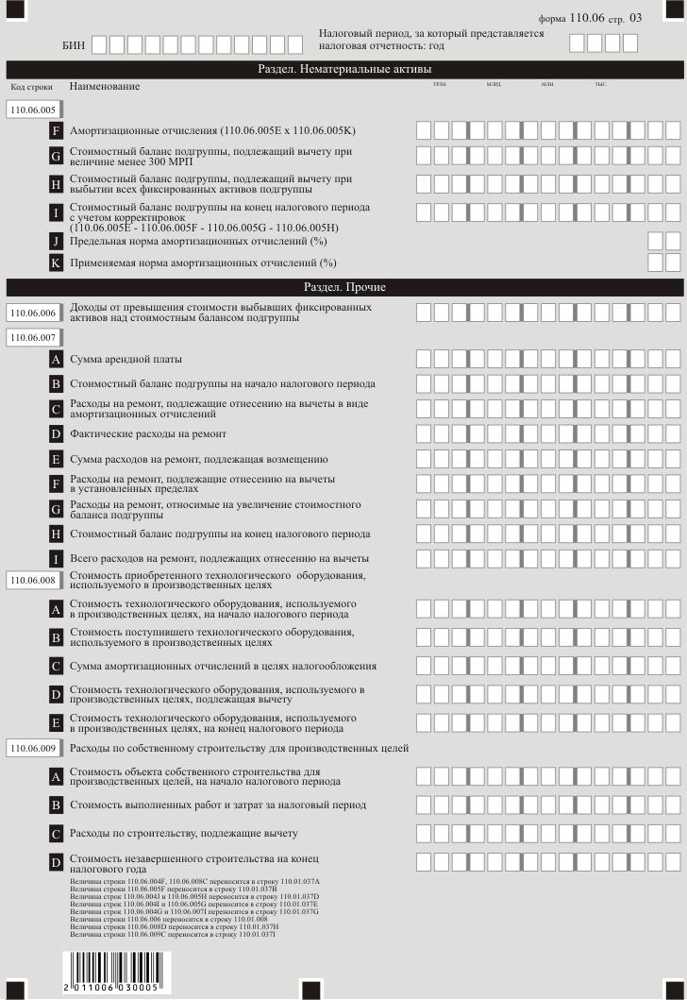 форма 110.06 стр. 03
БИН
Налоговый период, за который представляется
налоговая отчетность: год
Раздел. Нематериальные активы
Код строки Наименование ТРЛН. МЛРД. МЛН. ТЫС.
110.06.005
F Амортизационные отчисления (110.06.005E x 110.06.005K)
G Стоимостный баланс подгруппы, подлежащий вычету при
величине менее 300 МРП
H Стоимостный баланс подгруппы, подлежащий вычету при
выбытии всех фиксированных активов подгруппы
I Стоимостный баланс подгруппы на конец налогового периода
с учетом корректировок
(110.06.005E - 110.06.005F - 110.06.005G - 110.06.005H)
J Предельная норма амортизационных отчислений (%)
K Применяемая норма амортизационных отчислений (%)
Раздел. Прочие
110.06.006 Доходы от превышения стоимости выбывших фиксированных
активов над стоимостным балансом подгруппы
110.06.007
A Сумма арендной платы
B Стоимостный баланс подгруппы на начало налогового периода
C Расходы на ремонт, подлежащие отнесению на вычеты в виде
амортизационных отчислений
D Фактические расходы на ремонт
E Сумма расходов на ремонт, подлежащая возмещению
F Расходы на ремонт, подлежащие отнесению на вычеты
в установленных пределах
G Расходы на ремонт, относимые на увеличение стоимостного
баланса подгруппы
H Стоимостный баланс подгруппы на конец налогового периода
I Всего расходов на ремонт, подлежащих отнесению на вычеты
110.06.008 Стоимость приобретенного технологического оборудования,
используемого в производственных целях
A Стоимость технологического оборудования, используемого
в производственных целях, на начало налогового периода
B Стоимость поступившего технологического оборудования,
используемого в производственных целях
C Сумма амортизационных отчислений в целях налогообложения
D Стоимость технологического оборудования, используемого в
производственных целях, подлежащая вычету
E Стоимость технологического оборудования, используемого
в производственных целях, на конец налогового периода
110.06.009 Расходы по собственному строительству для производственных целей
A Стоимость объекта собственного строительства для
производственных целей, на начало налогового периода
B Стоимость выполненных работ и затрат за налоговый период
C Расходы по строительству, подлежащие вычету
D Стоимость незавершенного строительства на конец
налогового года
Величина строки 110.06.004F, 110.06.008C переносится в строку 110.01.037A
Величина строки 110.06.005F переносится в строку 110.01.037B
Величина строк 110.06.004J и 110.06.005H переносится в строку 110.01.037D
Величина строк 110.06.004I и 110.06.005G переносится в строку 110.01.037E
Величина строк 110.06.004G и 110.06.007I переносится в строку 110.01.037G
Величина строки 110.06.006 переносится в строку 110.01.008
Величина строки 110.06.008D переносится в строку 110.01.037H
Величина строки 110.06.009C переносится в строку 110.01.037I
2 011006 030005